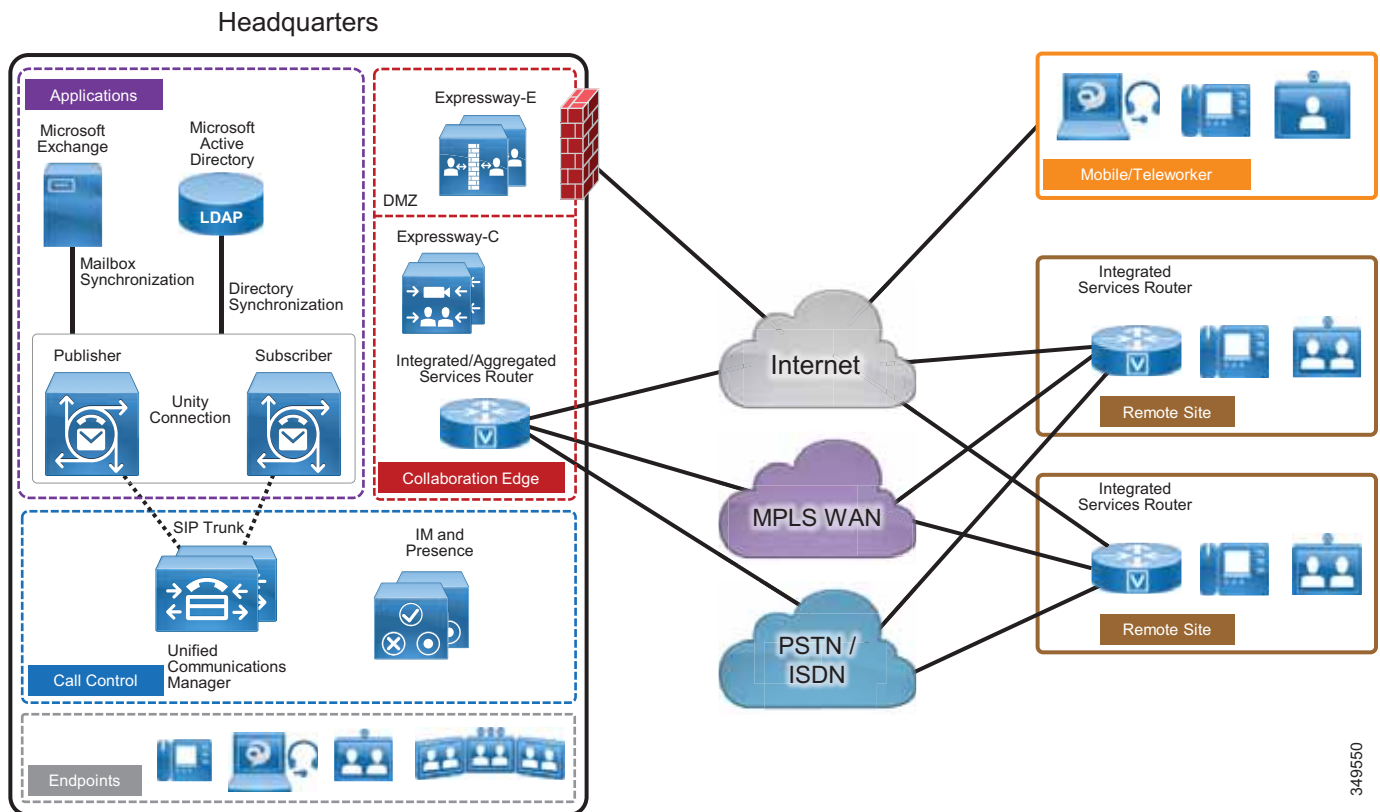 Headquarters
Applications
Microsoft
Exchange
Microsoft
Active
Directory
LDAP
Mailbox
Synchronization
Directory
Synchronization
Publisher
Subscriber
Unity
Connection
Expressway-E
DMZ
Expressway-C
Integrated/Aggregated
Services Router
V
Collaboration Edge
SIP Trunk
IM and
Presence
Unified
Communications
Manager
Call Control
Endpoints
Internet
MPLS WAN
PSTN /
ISDN
Mobile/Teleworker
Integrated
Services Router
V
Remote Site
Integrated
Services Router
V
Remote Site
349550